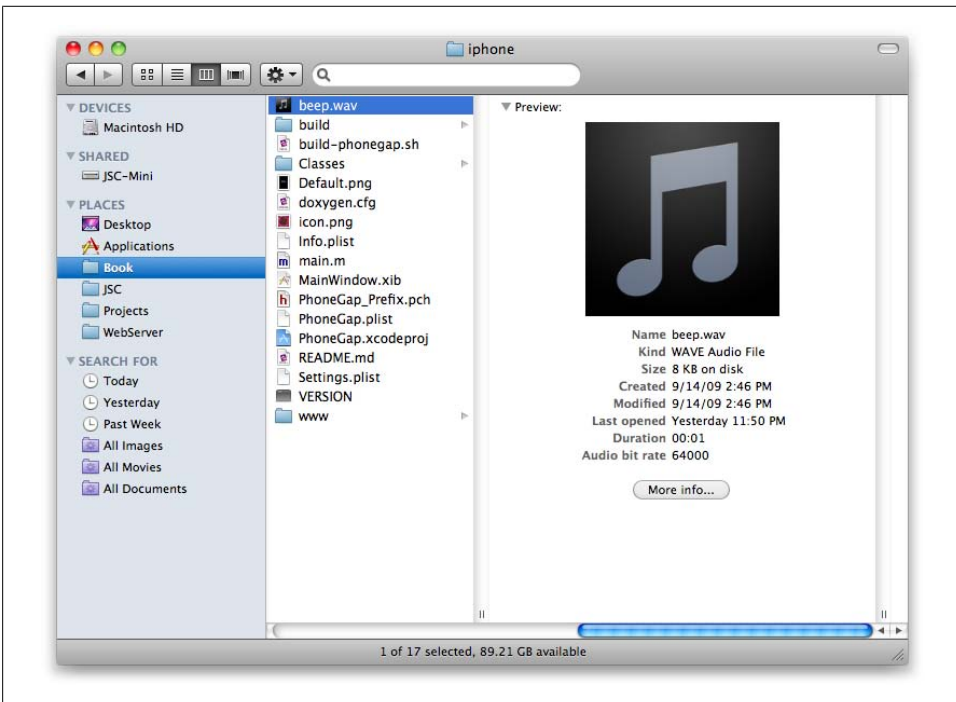 iphone
DEVICES
Macintosh HD
SHARED
JSC-Mini
PLACES
Desktop
Applications
Book
JSC
Projects
WebServer
SEARCH FOR
Today
Yesterday
Past Week
All Images
All Movies
All Documents
beep.wav
build
build-phonegap.sh
Classes
Default.png
doxygen.cfg
icon.png
Info.plist
main.m
MainWindow.xib
PhoneGap_Prefix.pch
PhoneGap.plist
PhoneGap.xcodeproj
README.md
Settings.plist
VERSION
www
Preview:
Name beep.wav
Kind WAVE Audio File
Size 8 KB on disk
Created 9/14/09 2:46 PM
Modified 9/14/09 2:46 PM
Last opened Yesterday 11:50 PM
Duration 00:01
Audio bit rate 64000
More info...
1 of 17 selected, 89.21 GB available